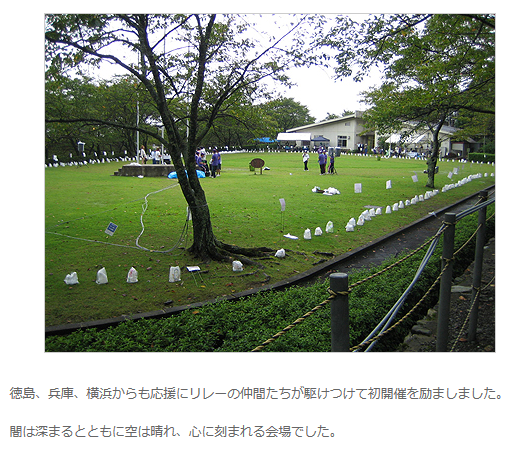 徳島、兵庫、横浜からも応援にリレーの仲間たちが駆けつけて初開催を励ましました。
闇は深まるとともに空は晴れ、心に刻まれる会場でした。